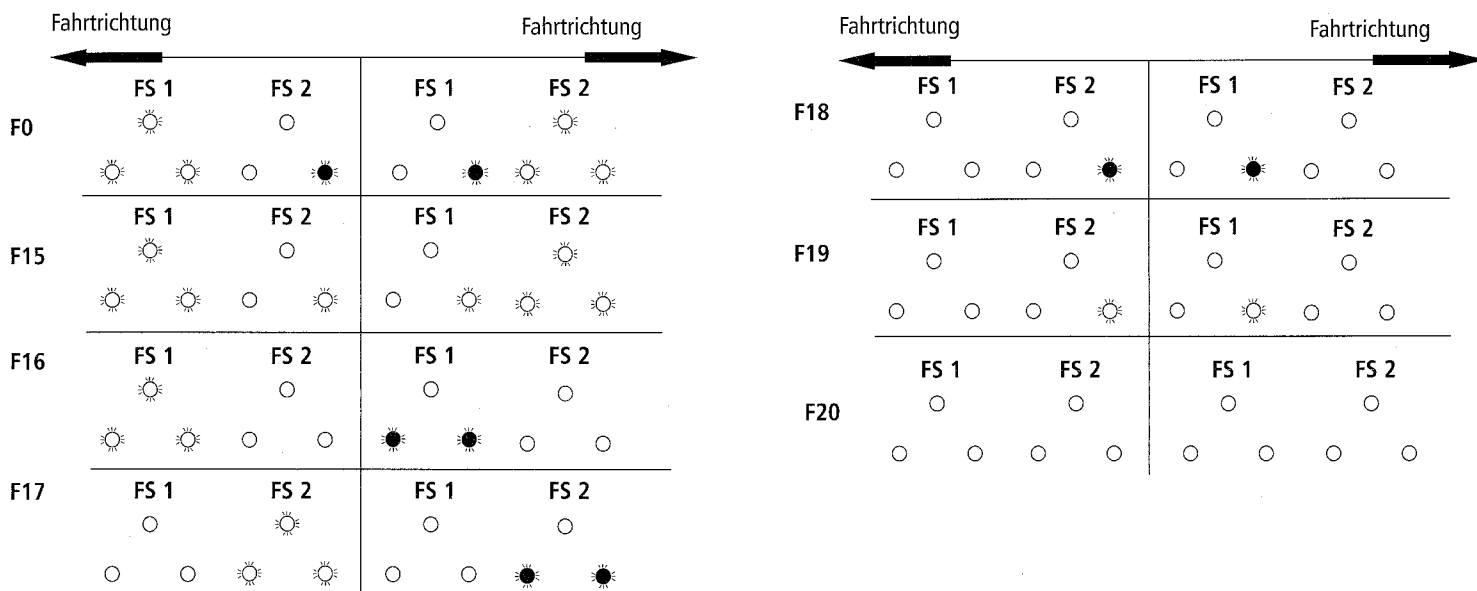 Fahrtrichtung Fahrtrichtung
FS 1 FS 2 FS 1 FS 2
F0
FS 1 FS 2 FS 1 FS 2
F15
FS 1 FS 2 FS 1 FS 2
F16
FS 1 FS 2 FS 1 FS 2
F17
Fahrtrichtung Fahrtrichtung
FS 1 FS 2 FS 1 FS 2
F18
FS 1 FS 2 FS 1 FS 2
F19
FS 1 FS 2 FS 1 FS 2
F20